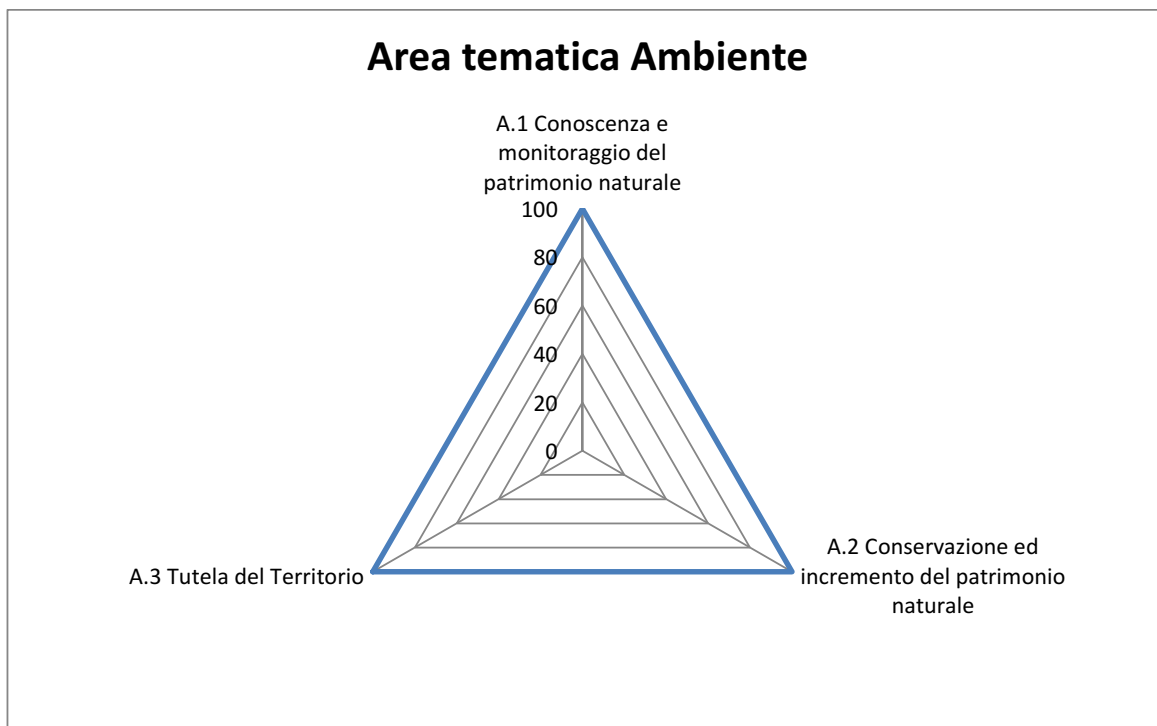 Area tematica Ambiente
A.1 Conoscenza e
monitoraggio del
patrimonio naturale
100
80
60
40
20
0
A.2 Conservazione ed
incremento del patrimonio
naturale
A.3 Tutela del Territorio